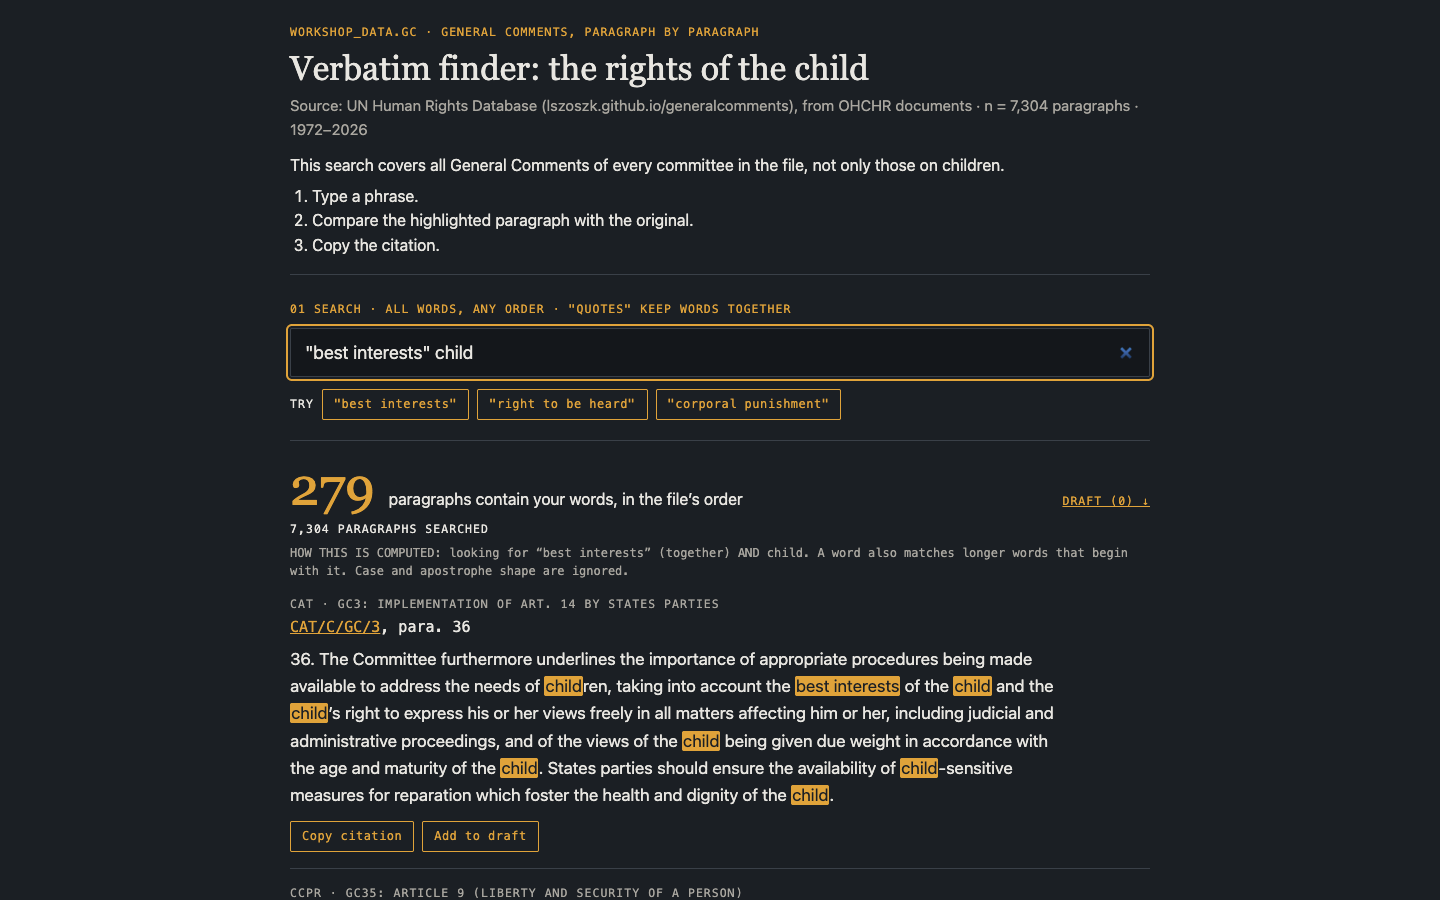 WORKSHOP_DATA.GC · GENERAL COMMENTS, PARAGRAPH BY PARAGRAPH
Verbatim finder: the rights of the child
Source: UN Human Rights Database (lszoszk.github.io/generalcomments), from OHCHR documents · n = 7,304 paragraphs ·
1972–2026
This search covers all General Comments of every committee in the file, not only those on children.
1. Type a phrase.
2. Compare the highlighted paragraph with the original.
3. Copy the citation.
01 SEARCH · ALL WORDS, ANY ORDER · "QUOTES" KEEP WORDS TOGETHER
"best interests" child
TRY "best interests" "right to be heard" "corporal punishment"
279 paragraphs contain your words, in the file’s order DRAFT (0) ↓
7,304 PARAGRAPHS SEARCHED
HOW THIS IS COMPUTED: looking for “best interests” (together) AND child. A word also matches longer words that begin
with it. Case and apostrophe shape are ignored.
CAT · GC3: IMPLEMENTATION OF ART. 14 BY STATES PARTIES
CAT/C/GC/3, para. 36
36. The Committee furthermore underlines the importance of appropriate procedures being made
available to address the needs of children, taking into account the best interests of the child and the
child’s right to express his or her views freely in all matters affecting him or her, including judicial and
administrative proceedings, and of the views of the child being given due weight in accordance with
the age and maturity of the child. States parties should ensure the availability of child-sensitive
measures for reparation which foster the health and dignity of the child.
Copy citation Add to draft
CCPR · GC35: ARTICLE 9 (LIBERTY AND SECURITY OF A PERSON)